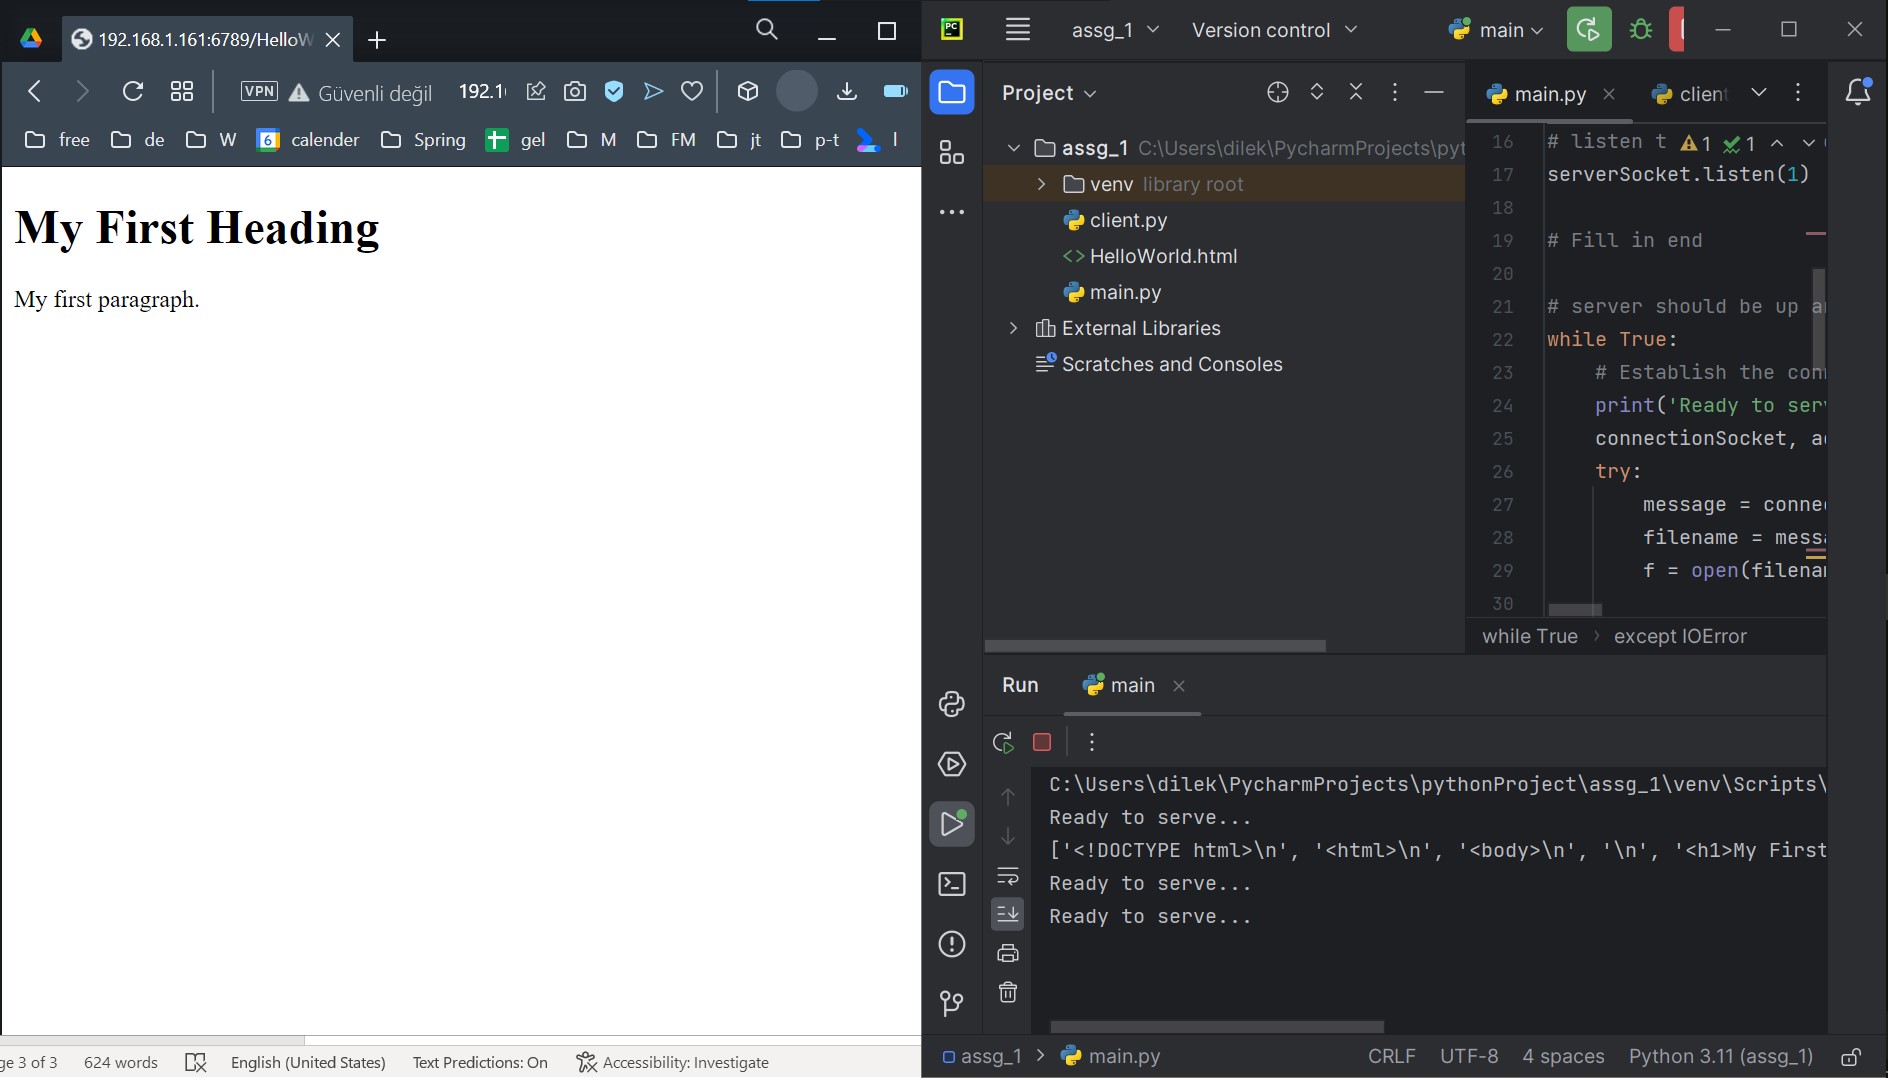 192.168.1.161:6789/HelloW
VPN Güvenli değil 192.1
free de W 6 calender Spring gel M FM jt p-t I
My First Heading
My first paragraph.
ge 3 of 3 624 words English (United States) Text Predictions: On Accessibility: Investigate
PC assg_1 Version control main
Project
assg_1 C:\Users\dilek\PycharmProjects\pyt
venv library root
client.py
HelloWorld.html
main.py
External Libraries
Scratches and Consoles
main.py client
16 # listen t 1 1
17 serverSocket.listen(1)
18
19 # Fill in end
20
21 # server should be up a
22 while True:
23 # Establish the con
24 print('Ready to ser
25 connectionSocket, a
26 try:
27 message = conne
28 filename = messa
29 f = open(filena
30
while True > except IOError
Run main
C:\Users\dilek\PycharmProjects\pythonProject\assg_1\venv\Scripts\
Ready to serve...
['<!DOCTYPE html>\n', '<html>\n', '<body>\n', '\n', '<h1>My First
Ready to serve...
Ready to serve...
assg_1 > main.py CRLF UTF-8 4 spaces Python 3.11 (assg_1)